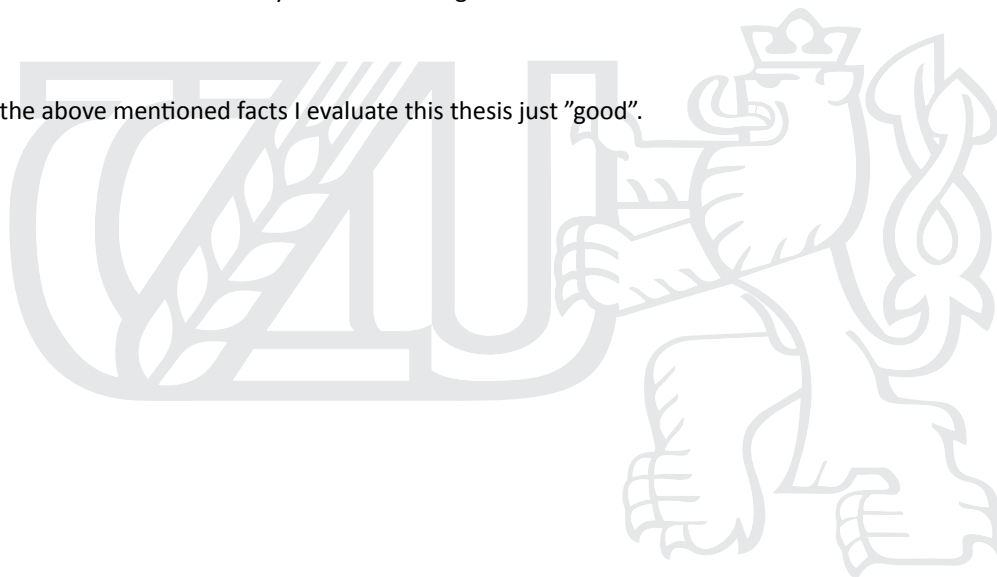 the above mentioned facts I evaluate this thesis just ”good”.